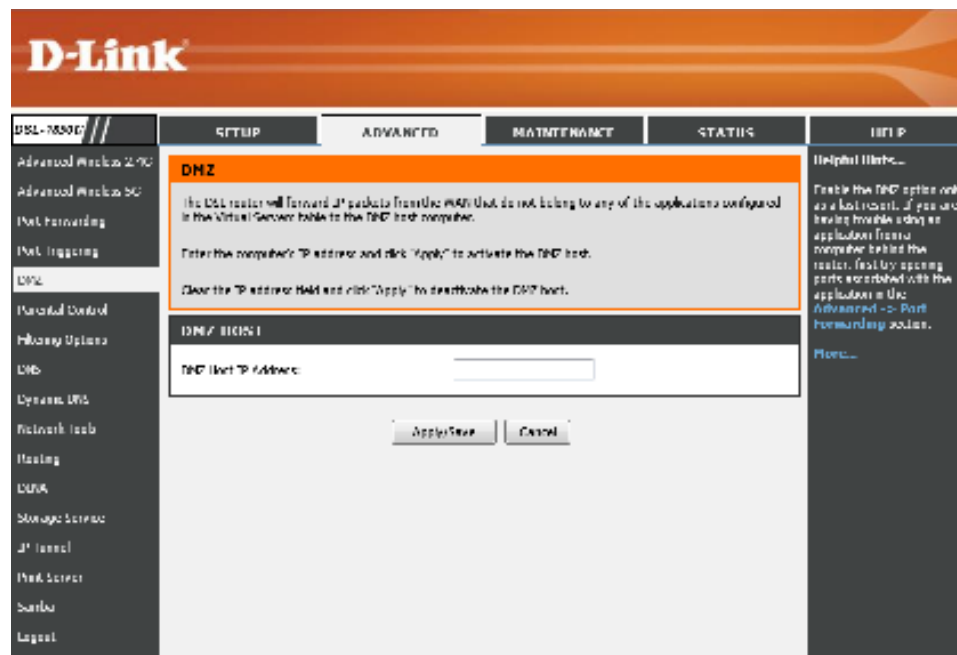 D-Link
SETUP
ADVANCED
MAINTENANCE
STATUS
HELP
Advanced Wireless 2.4G
Advanced Wireless 5G
Port Forwarding
Port Triggering
DMZ
Parental Control
Filtering Options
DNS
Dynamic DNS
Network Tools
Routing
DLNA
Storage Service
IP Tunnel
Print Server
Samba
Logout
DMZ
The DSL router will forward IP packets from the WAN that do not belong to any of the applications configured
in the Virtual Servers table to the DMZ host computer.
Enter the computer's IP address and click "Apply" to activate the DMZ host.
Clear the IP address field and click "Apply" to deactivate the DMZ host.
DMZ HOST
DMZ Host IP Address:
Apply/Save
Cancel
Helpful Hints...
Enable the DMZ option only
as a last resort. If you are
having trouble using an
application from a
computer behind the
router, first try opening
ports associated with the
application in the
Advanced -> Port
Forwarding section.
More...